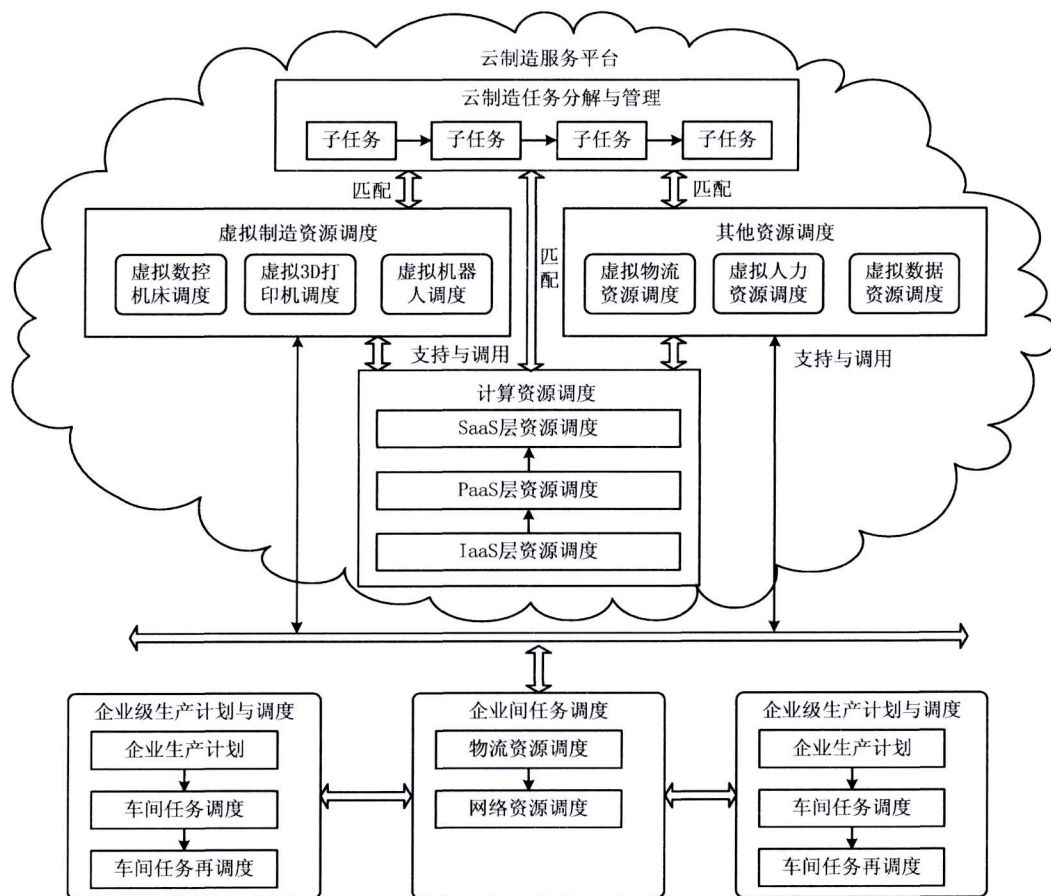 云制造服务平台
云制造任务分解与管理
子任务
子任务
子任务
子任务
匹配
匹配
匹配
虚拟制造资源调度
虚拟数控
机床调度
虚拟3D打
印机调度
虚拟机器
人调度
其他资源调度
虚拟物流
资源调度
虚拟人力
资源调度
虚拟数据
资源调度
支持与调用
支持与调用
计算资源调度
SaaS层资源调度
PaaS层资源调度
IaaS层资源调度
企业级生产计划与调度
企业生产计划
车间任务调度
车间任务再调度
企业间任务调度
物流资源调度
网络资源调度
企业级生产计划与调度
企业生产计划
车间任务调度
车间任务再调度